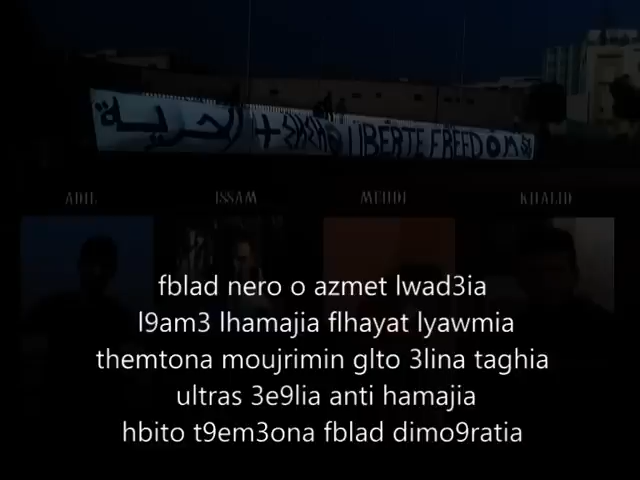 الحرية LIBERTE FREEDOM
ADIL ISSAM MEHDI KHALID
fblad nero o azmet lwad3ia
l9am3 lhamajia flhayat lyawmia
themtona moujrimin glto 3lina taghia
ultras 3e9lia anti hamajia
hbito t9em3ona fblad dimo9ratia